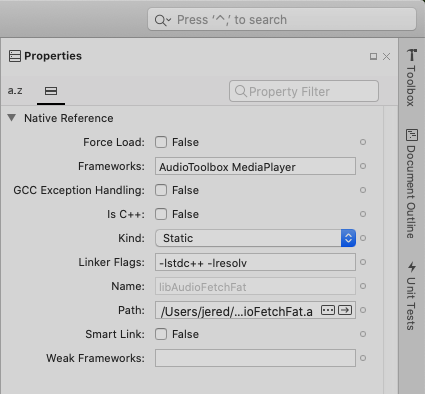 Press ‘^,’ to search
Properties
a.z
Property Filter
Native Reference
Force Load: False
Frameworks: AudioToolbox MediaPlayer
GCC Exception Handling: False
Is C++: False
Kind: Static
Linker Flags: -lstdc++ -lresolv
Name: libAudioFetchFat
Path: /Users/jered/...ioFetchFat.a
Smart Link: False
Weak Frameworks:
Toolbox
Document Outline
Unit Tests